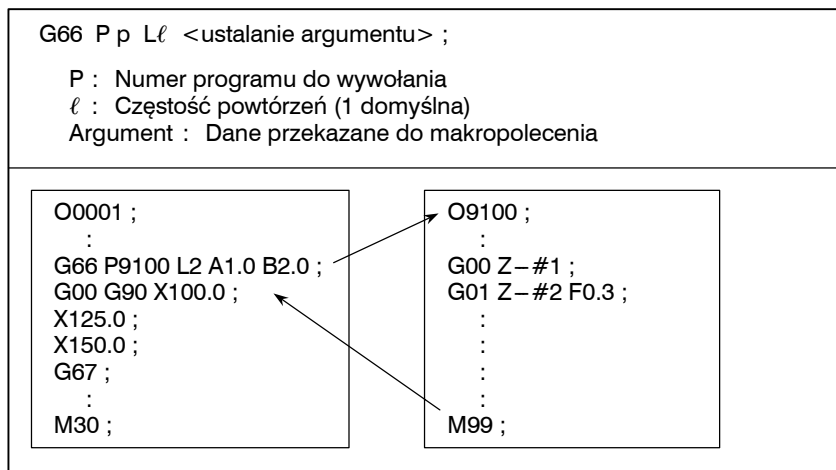 G66 P p Lℓ <ustalanie argumentu> ;
P : Numer programu do wywołania
ℓ : Częstość powtórzeń (1 domyślna)
Argument : Dane przekazane do makropolecenia
O0001 ;
:
G66 P9100 L2 A1.0 B2.0 ;
G00 G90 X100.0 ;
X125.0 ;
X150.0 ;
G67 ;
:
M30 ;
O9100 ;
:
G00 Z−#1 ;
G01 Z−#2 F0.3 ;
:
:
:
:
M99 ;